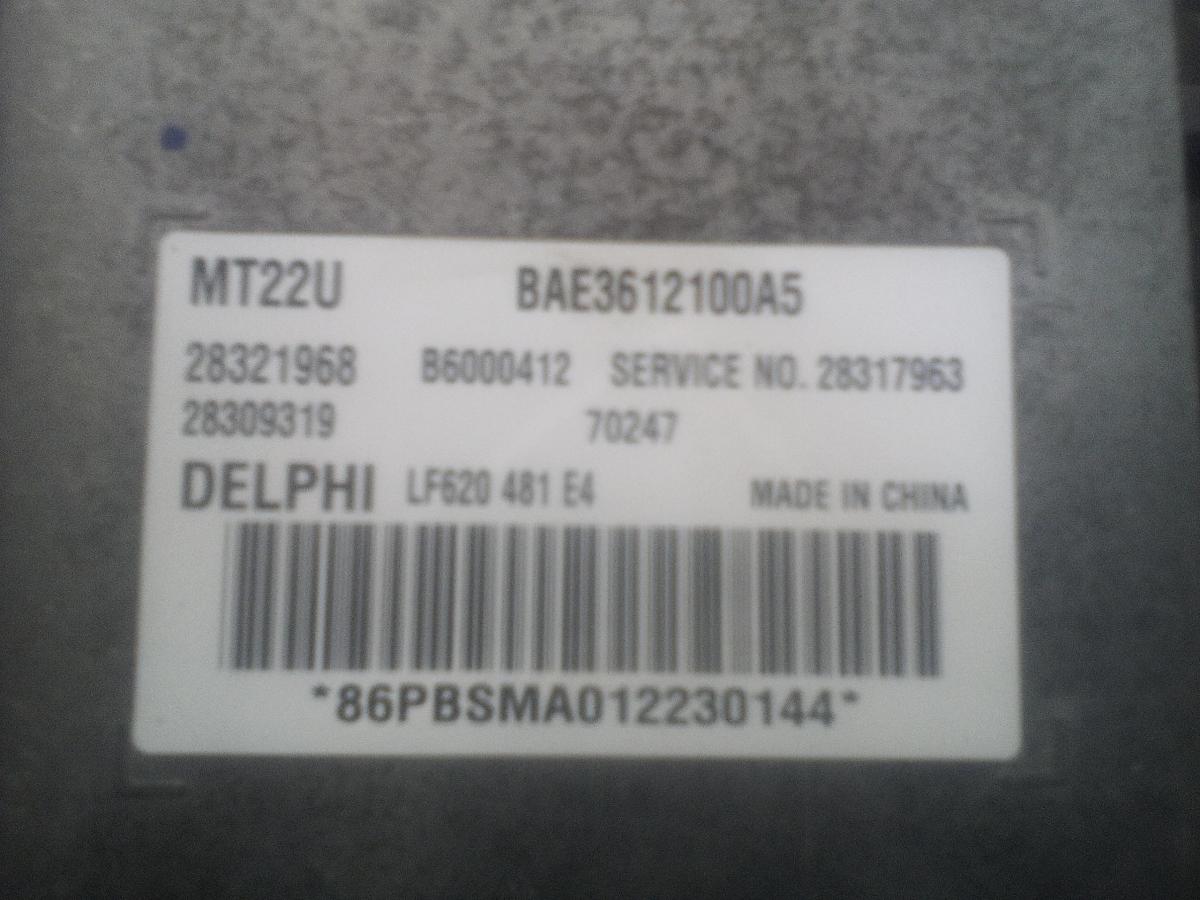 MT22U BAE3612100A5
28321968 B6000412 SERVICE NO. 28317963
28309319 70247
DELPHI LF620 481 E4 MADE IN CHINA
*86PBSMA012230144*